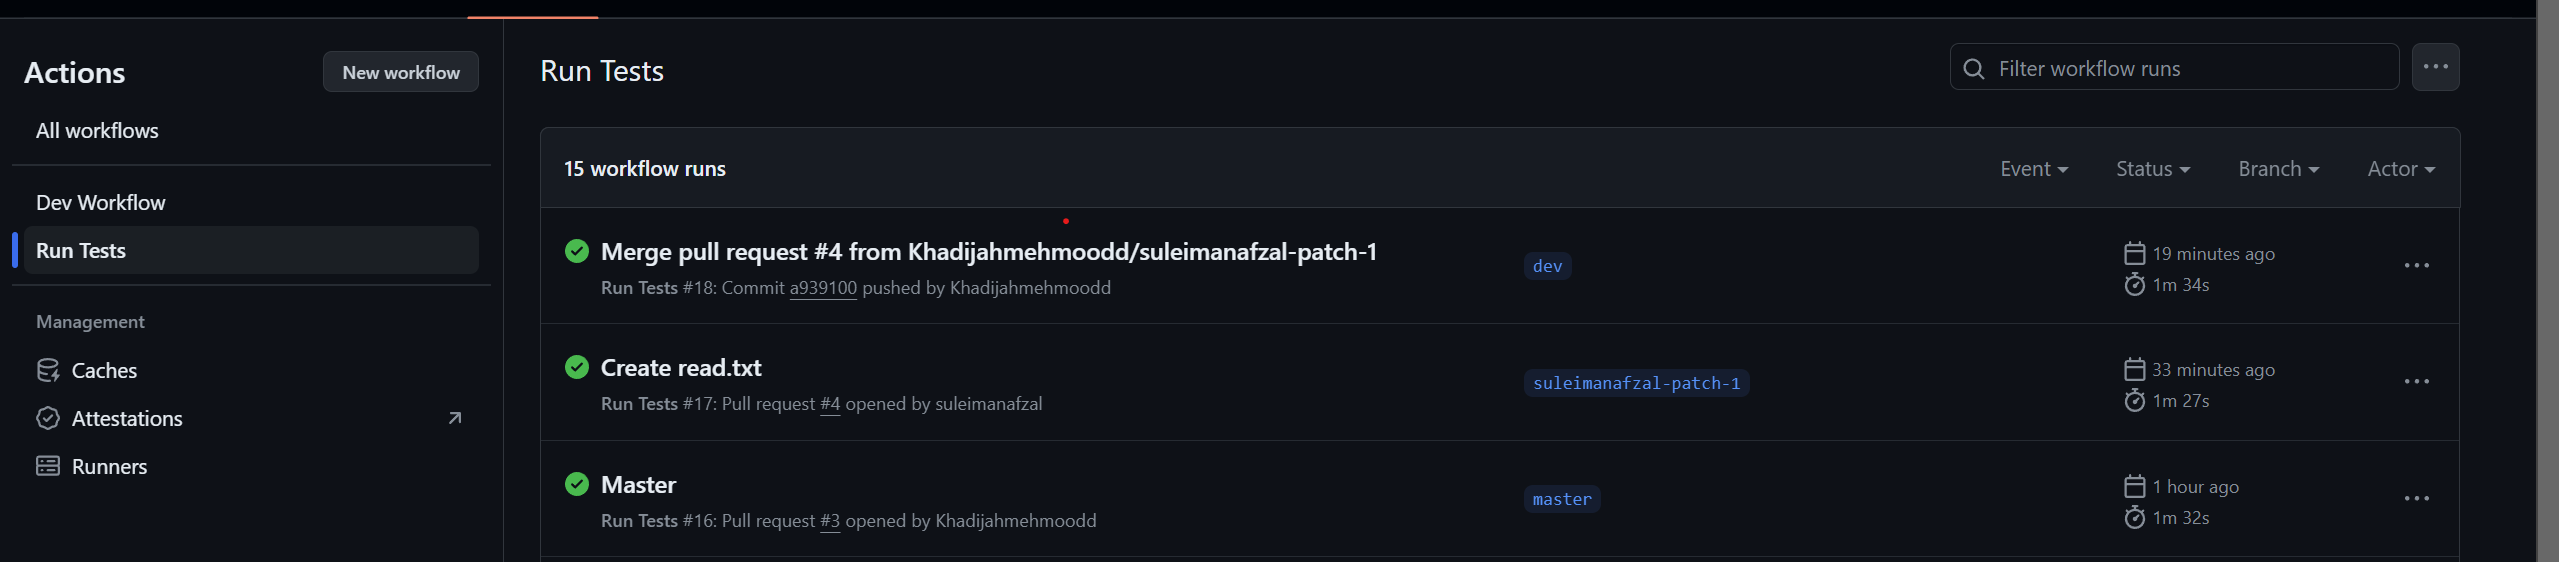 Actions
New workflow
All workflows
Dev Workflow
Run Tests
Management
Caches
Attestations
Runners
Run Tests
Filter workflow runs
15 workflow runs
Event
Status
Branch
Actor
Merge pull request #4 from Khadijahmehmoodd/suleimanafzal-patch-1
Run Tests #18: Commit a939100 pushed by Khadijahmehmoodd
dev
19 minutes ago
1m 34s
Create read.txt
Run Tests #17: Pull request #4 opened by suleimanafzal
suleimanafzal-patch-1
33 minutes ago
1m 27s
Master
Run Tests #16: Pull request #3 opened by Khadijahmehmoodd
master
1 hour ago
1m 32s